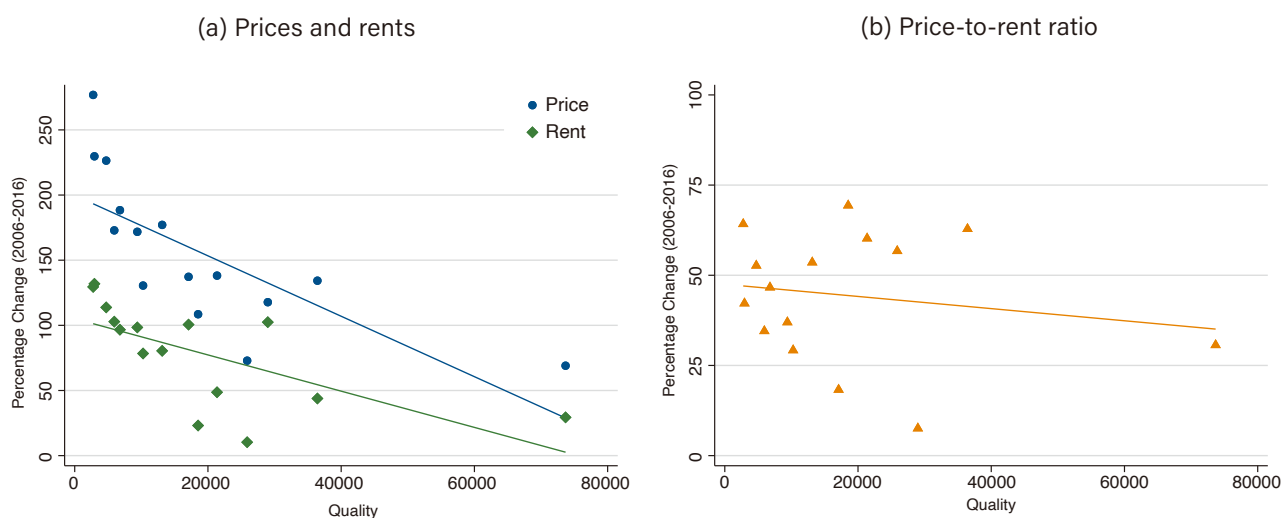 (a) Prices and rents
Percentage Change (2006-2016)
250
200
150
100
50
0
Price
Rent
0 20000 40000 60000 80000
Quality
(b) Price-to-rent ratio
Percentage Change (2006-2016)
100
75
50
25
0
0 20000 40000 60000 80000
Quality